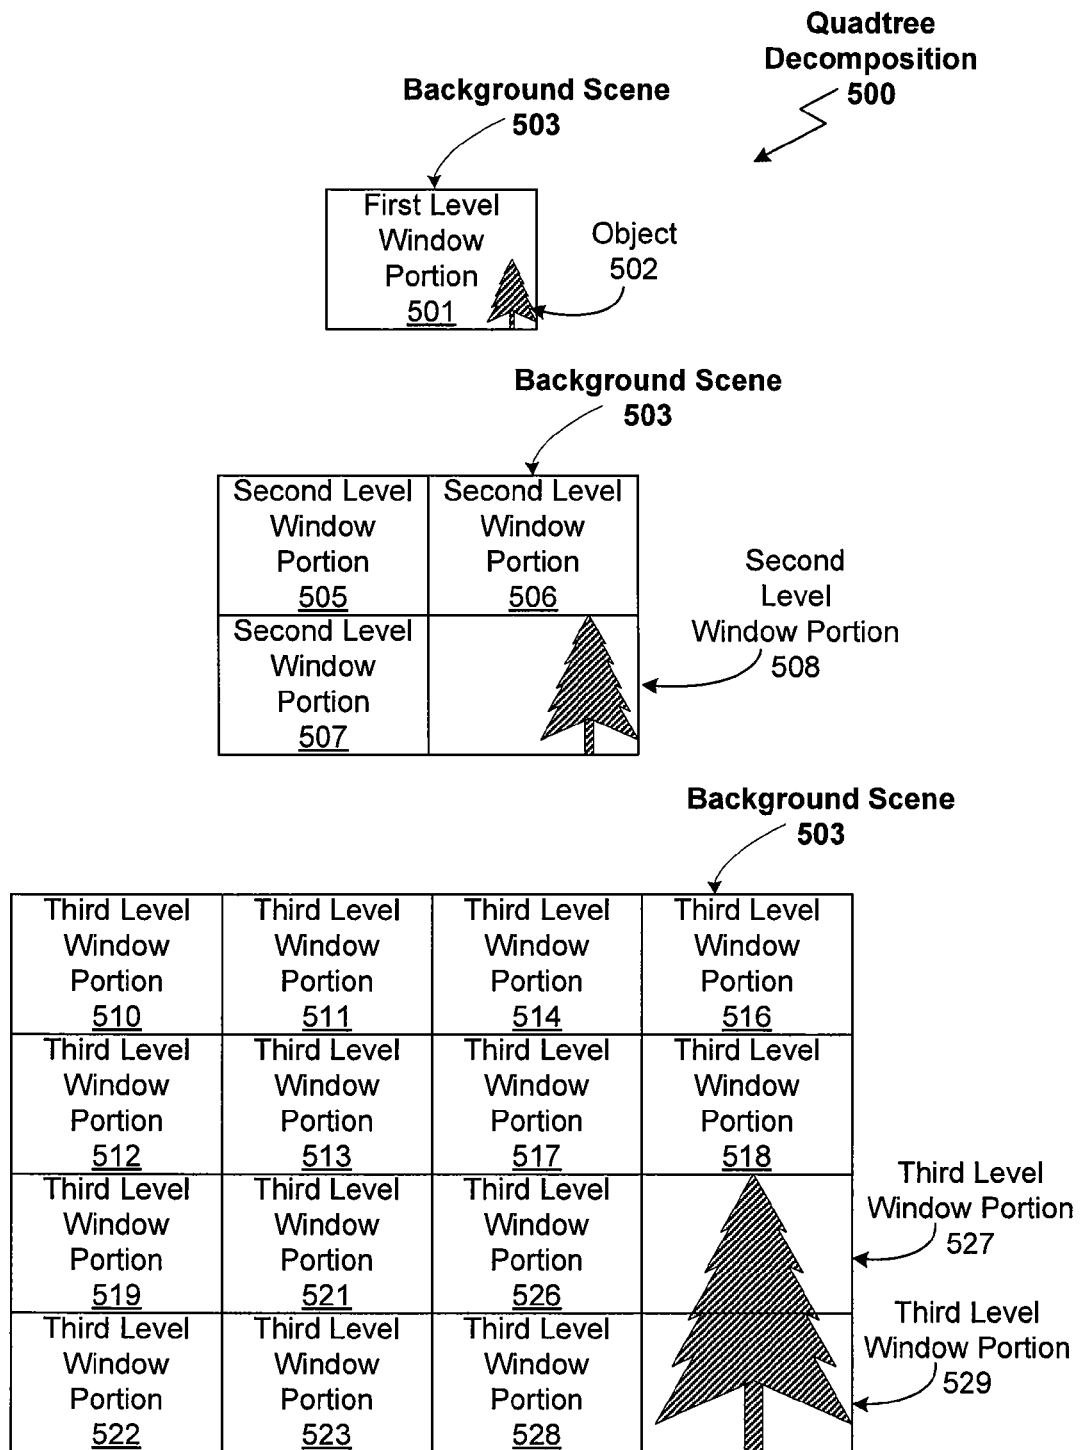 Quadtree
Decomposition
500
Background Scene
503
First Level
Window
Portion
501
Object
502
Background Scene
503
Second Level
Window
Portion
505
Second Level
Window
Portion
506
Second Level
Window
Portion
507
Second
Level
Window Portion
508
Background Scene
503
Third Level
Window
Portion
510
Third Level
Window
Portion
511
Third Level
Window
Portion
514
Third Level
Window
Portion
516
Third Level
Window
Portion
512
Third Level
Window
Portion
513
Third Level
Window
Portion
517
Third Level
Window
Portion
518
Third Level
Window
Portion
519
Third Level
Window
Portion
521
Third Level
Window
Portion
526
Third Level
Window Portion
527
Third Level
Window
Portion
522
Third Level
Window
Portion
523
Third Level
Window
Portion
528
Third Level
Window Portion
529